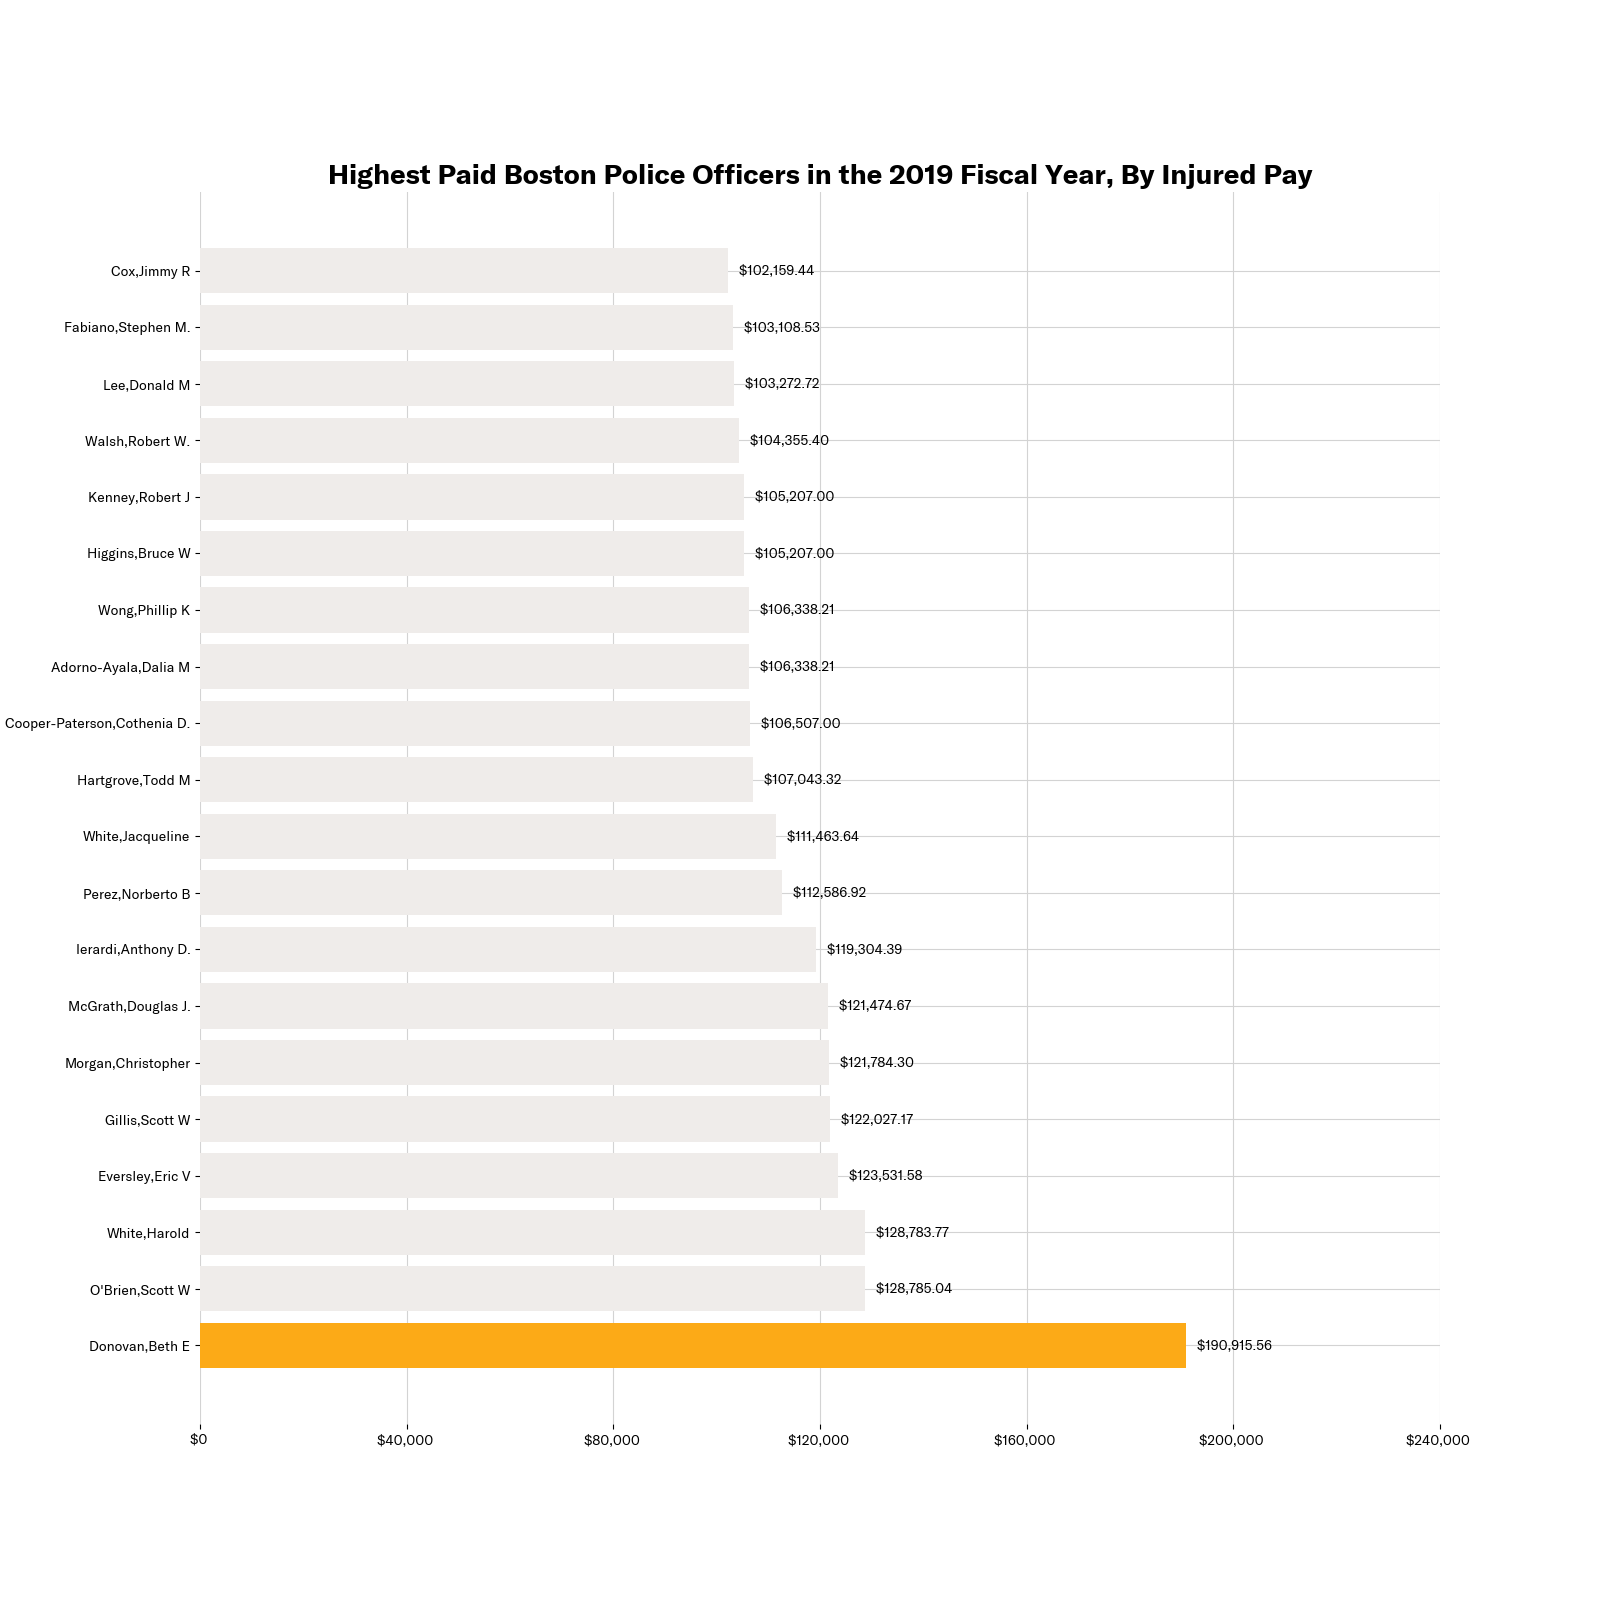 Highest Paid Boston Police Officers in the 2019 Fiscal Year, By Injured Pay
Cox,Jimmy R $102,159.44
Fabiano,Stephen M. $103,108.53
Lee,Donald M $103,272.72
Walsh,Robert W. $104,355.40
Kenney,Robert J $105,207.00
Higgins,Bruce W $105,207.00
Wong,Phillip K $106,338.21
Adorno-Ayala,Dalia M $106,338.21
Cooper-Paterson,Cothenia D. $106,507.00
Hartgrove,Todd M $107,043.32
White,Jacqueline $111,463.64
Perez,Norberto B $112,586.92
Ierardi,Anthony D. $119,304.39
McGrath,Douglas J. $121,474.67
Morgan,Christopher $121,784.30
Gillis,Scott W $122,027.17
Eversley,Eric V $123,531.58
White,Harold $128,783.77
O'Brien,Scott W $128,785.04
Donovan,Beth E $190,915.56
$0 $40,000 $80,000 $120,000 $160,000 $200,000 $240,000